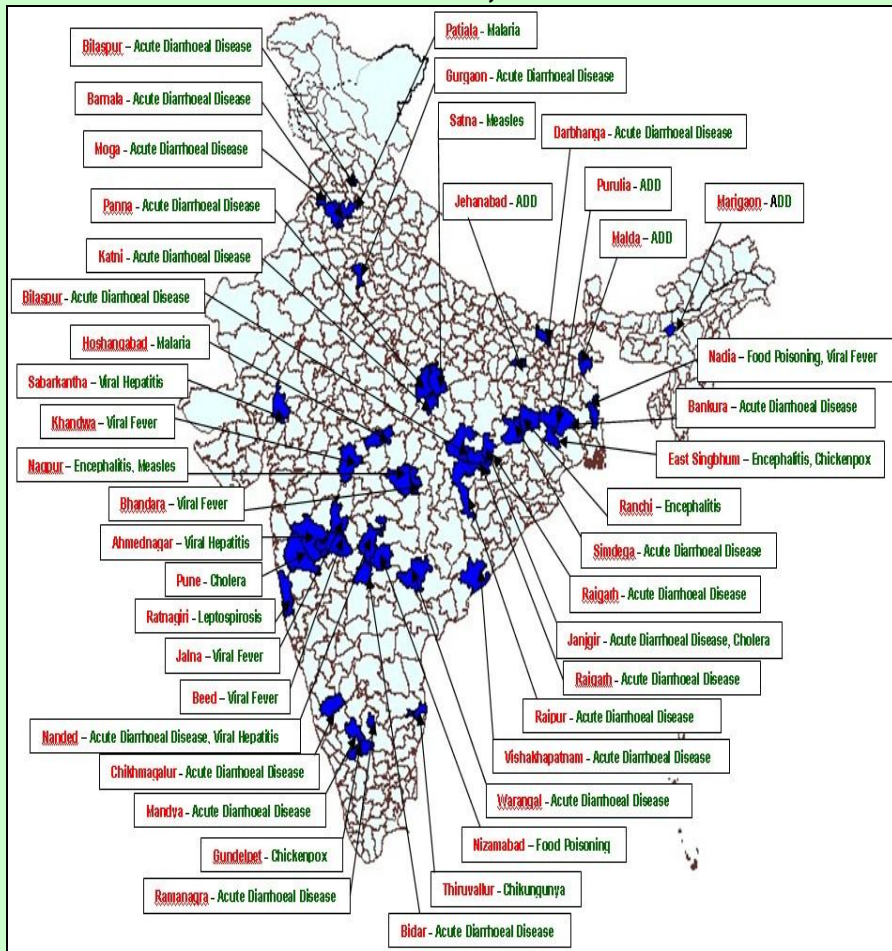 Patiala - Malaria
Bilaspur – Acute Diarrhoeal Disease
Gurgaon - Acute Diarrhoeal Disease
Barnala - Acute Diarrhoeal Disease
Satna - Measles
Darbhanga - Acute Diarrhoeal Disease
Moga - Acute Diarrhoeal Disease
Purulia - ADD
Jehanabad - ADD
Marigaon - ADD
Panna - Acute Diarrhoeal Disease
Malda - ADD
Katni - Acute Diarrhoeal Disease
Bilaspur - Acute Diarrhoeal Disease
Hoshangabad - Malaria
Nadia - Food Poisoning, Viral Fever
Sabarkantha - Viral Hepatitis
Bankura - Acute Diarrhoeal Disease
Khandwa - Viral Fever
East Singbhum - Encephalitis, Chickenpox
Nagpur - Encephalitis, Measles
Bhandara - Viral Fever
Ranchi - Encephalitis
Ahmednagar - Viral Hepatitis
Simdega - Acute Diarrhoeal Disease
Pune - Cholera
Raigarh - Acute Diarrhoeal Disease
Ratnagiri - Leptospirosis
Janjgir - Acute Diarrhoeal Disease, Cholera
Jalna - Viral Fever
Raigarh - Acute Diarrhoeal Disease
Beed - Viral Fever
Raipur - Acute Diarrhoeal Disease
Nanded - Acute Diarrhoeal Disease, Viral Hepatitis
Vishakhapatnam - Acute Diarrhoeal Disease
Chikhmagalur - Acute Diarrhoeal Disease
Warangal - Acute Diarrhoeal Disease
Mandya - Acute Diarrhoeal Disease
Nizamabad - Food Poisoning
Gundelpet - Chickenpox
Thiruvallur - Chikungunya
Ramanagra - Acute Diarrhoeal Disease
Bidar - Acute Diarrhoeal Disease